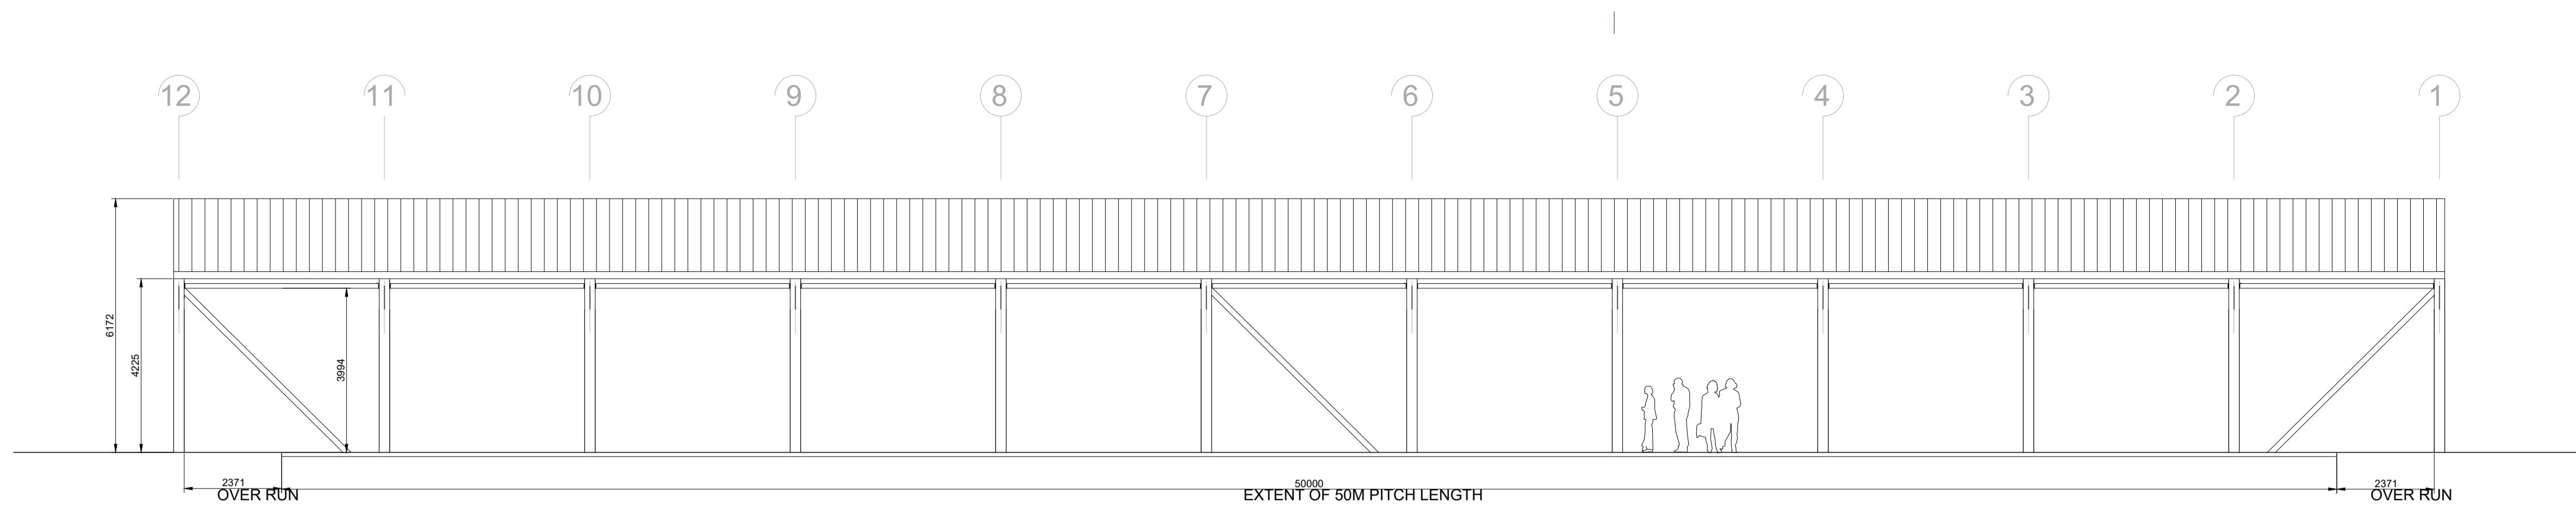 12 11 10 9 8 7 6 5 4 3 2 1
6172
4225
3994
2371
OVER RUN
50000
EXTENT OF 50M PITCH LENGTH
2371
OVER RUN